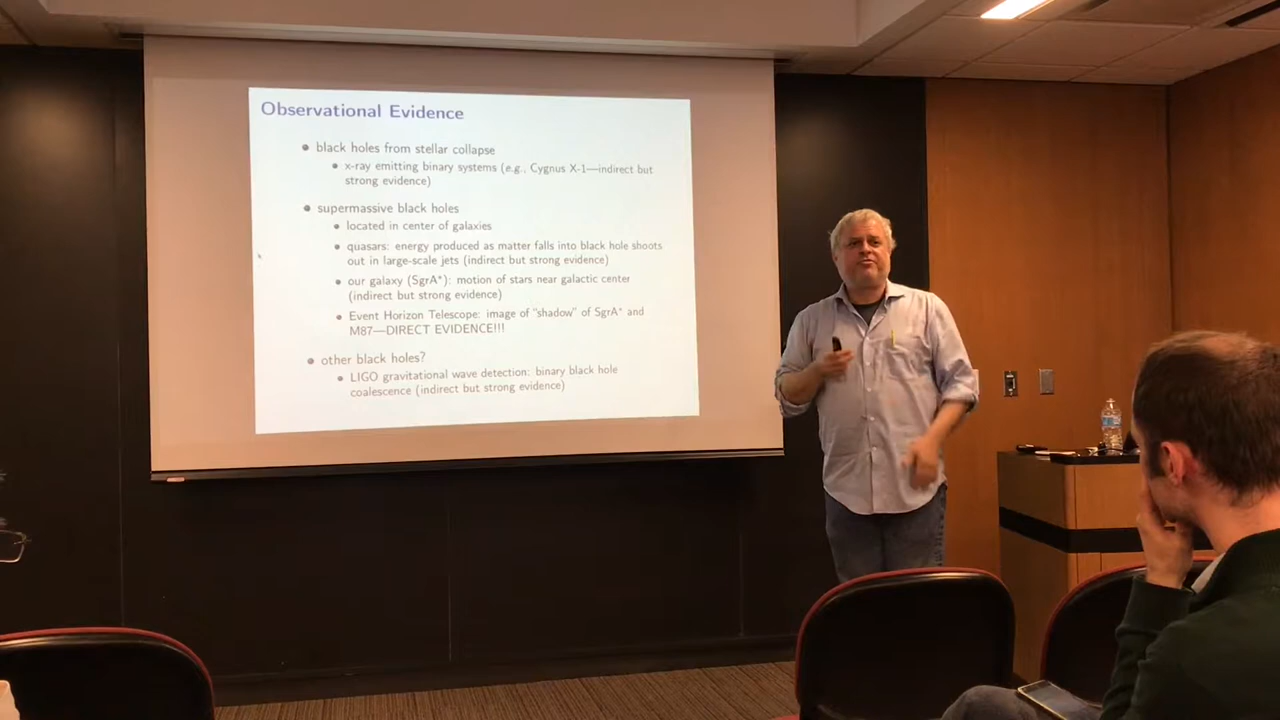 Observational Evidence
black holes from stellar collapse
x-ray emitting binary systems (e.g., Cygnus X-1—indirect but
strong evidence)
supermassive black holes
located in center of galaxies
quasars: energy produced as matter falls into black hole shoots
out in large-scale jets (indirect but strong evidence)
our galaxy (SgrA*): motion of stars near galactic center
(indirect but strong evidence)
Event Horizon Telescope: image of "shadow" of SgrA* and
M87—DIRECT EVIDENCE!!!
other black holes?
LIGO gravitational wave detection: binary black hole
coalescence (indirect but strong evidence)